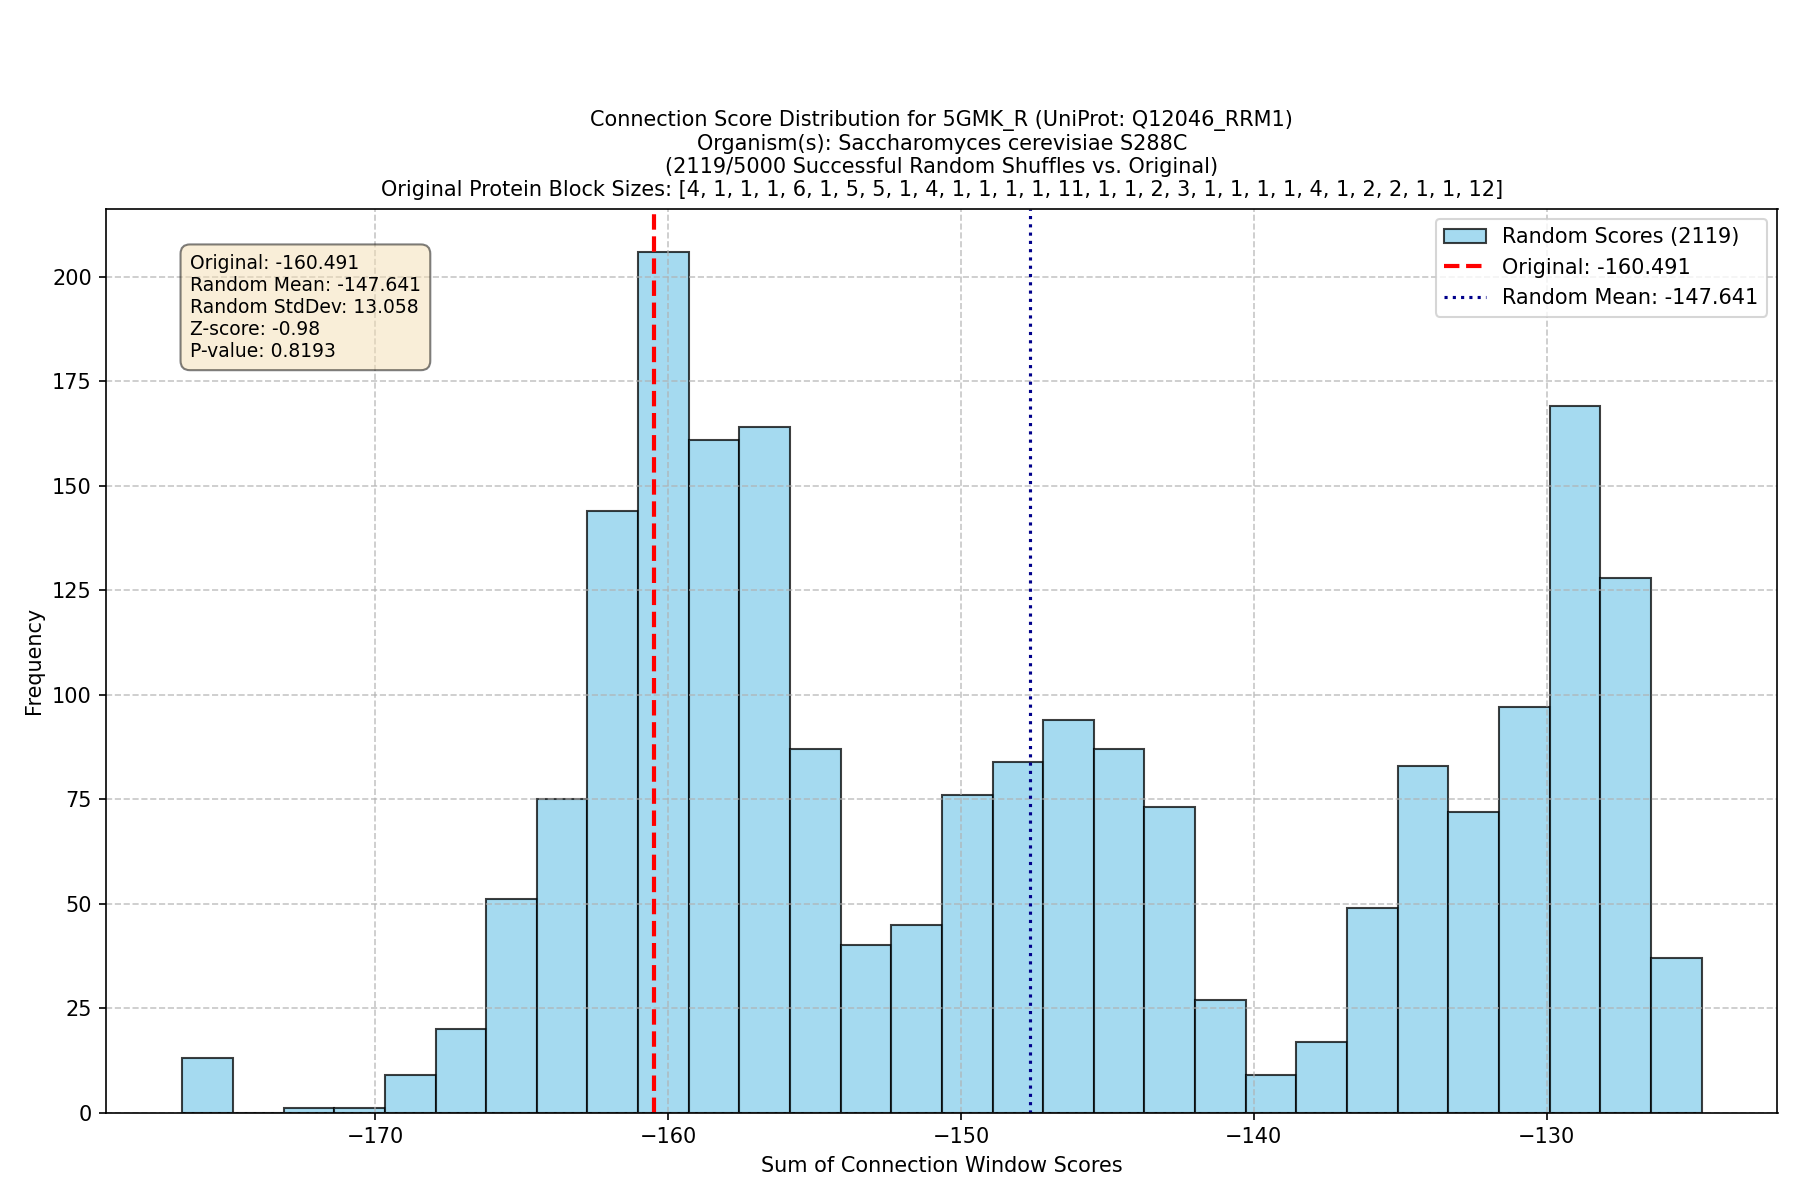 Connection Score Distribution for 5GMK_R (UniProt: Q12046_RRM1)
Organism(s): Saccharomyces cerevisiae S288C
(2119/5000 Successful Random Shuffles vs. Original)
Original Protein Block Sizes: [4, 1, 1, 1, 6, 1, 5, 5, 1, 4, 1, 1, 1, 1, 11, 1, 1, 2, 3, 1, 1, 1, 1, 4, 1, 2, 2, 1, 1, 12]
Original: -160.491
Random Mean: -147.641
Random StdDev: 13.058
Z-score: -0.98
P-value: 0.8193
Random Scores (2119)
Original: -160.491
Random Mean: -147.641
Frequency
200
175
150
125
100
75
50
25
0
−170
−160
−150
−140
−130
Sum of Connection Window Scores